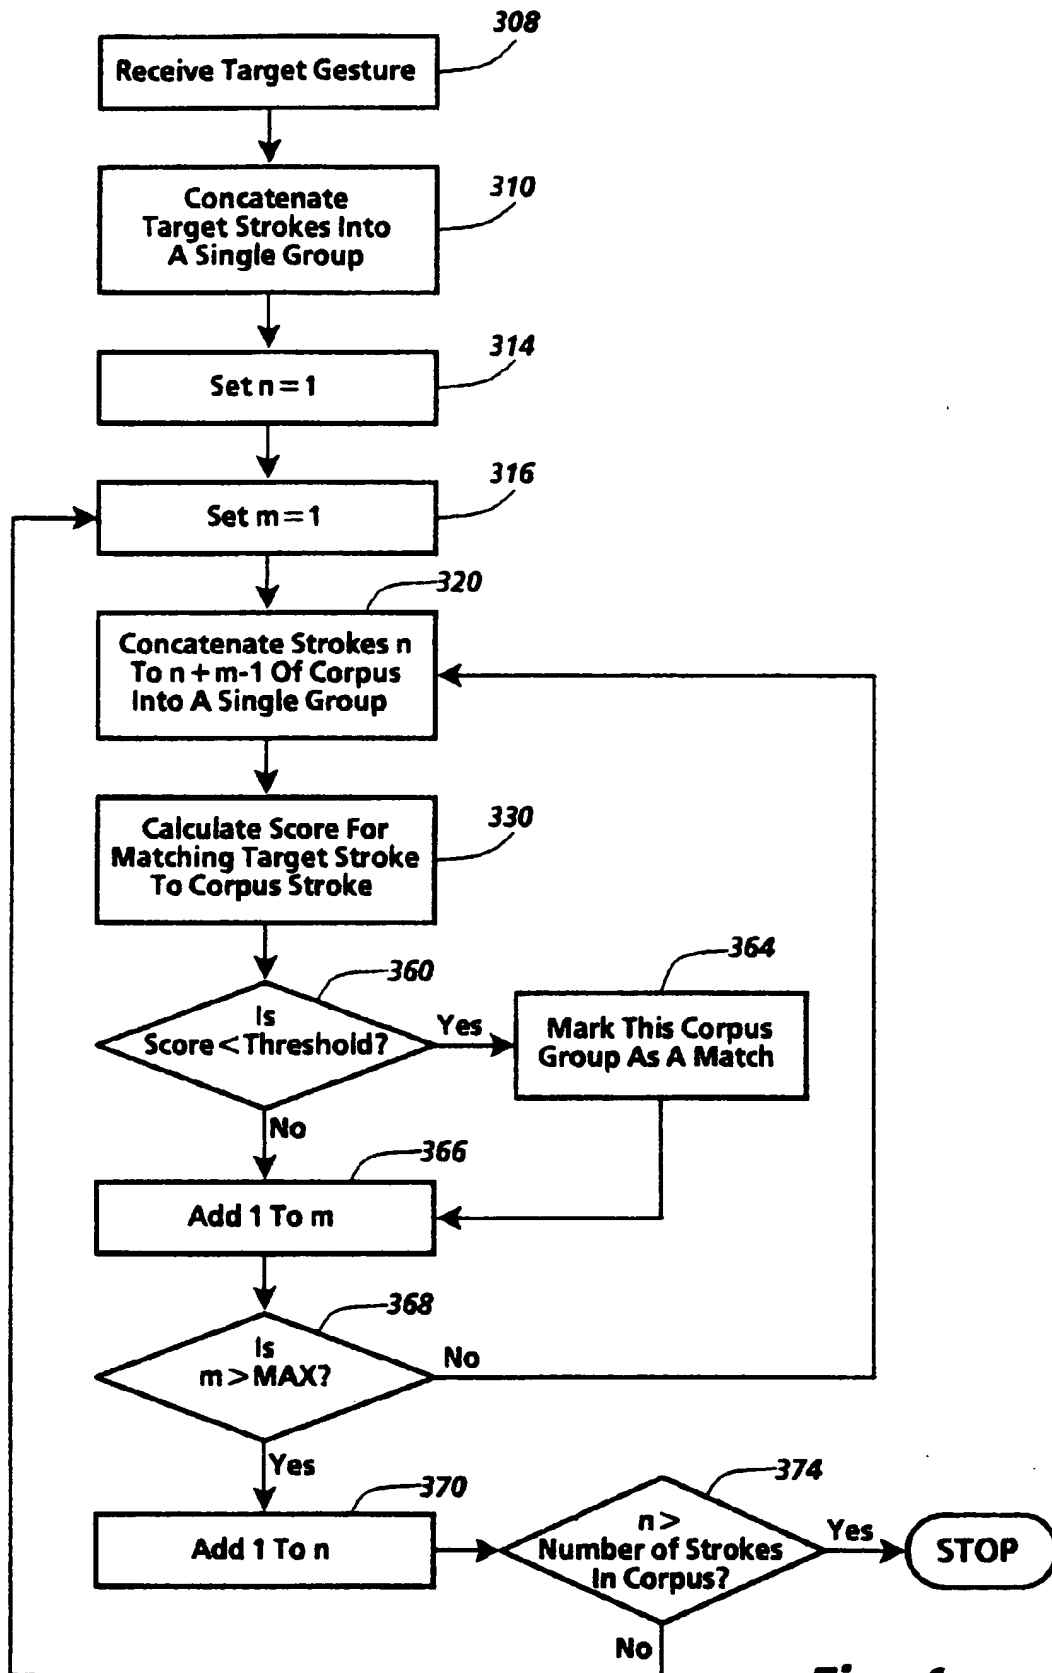 308
Receive Target Gesture
310
Concatenate
Target Strokes Into
A Single Group
314
Set n = 1
316
Set m = 1
320
Concatenate Strokes n
To n + m-1 Of Corpus
Into A Single Group
330
Calculate Score For
Matching Target Stroke
To Corpus Stroke
360
Is
Score < Threshold?
Yes
364
Mark This Corpus
Group As A Match
No
366
Add 1 To m
368
Is
m > MAX?
No
Yes
370
Add 1 To n
374
n >
Number of Strokes
In Corpus?
Yes
STOP
No